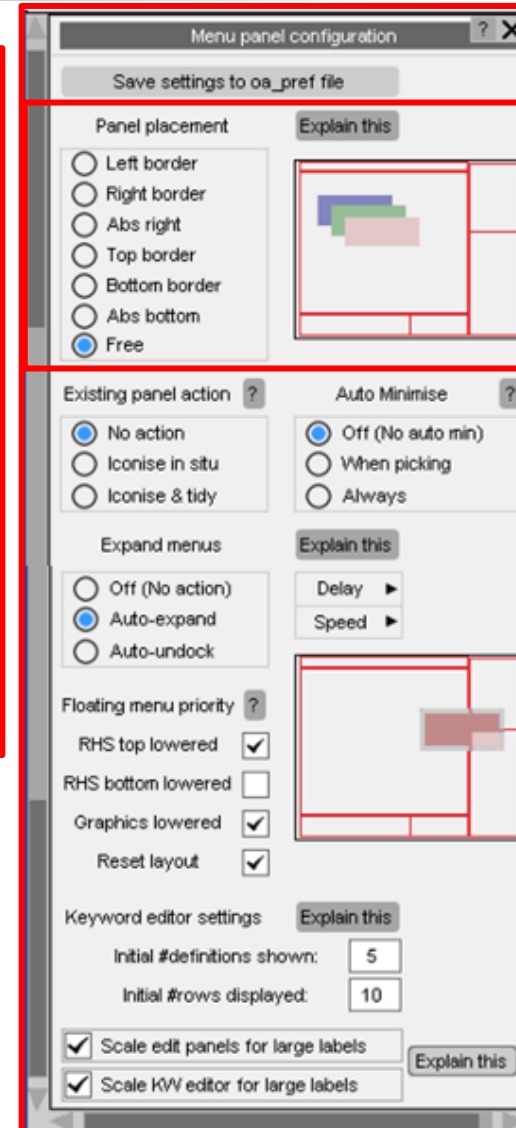 Menu panel configuration ? X
Save settings to oa_pref file
Panel placement Explain this
Left border
Right border
Abs right
Top border
Bottom border
Abs bottom
Free
Existing panel action ? Auto Minimise ?
No action Off (No auto min)
Iconise in situ When picking
Iconise & tidy Always
Expand menus Explain this
Off (No action) Delay
Auto-expand Speed
Auto-undock
Floating menu priority ?
RHS top lowered
RHS bottom lowered
Graphics lowered
Reset layout
Keyword editor settings Explain this
Initial #definitions shown: 5
Initial #rows displayed: 10
Scale edit panels for large labels
Explain this
Scale KW editor for large labels